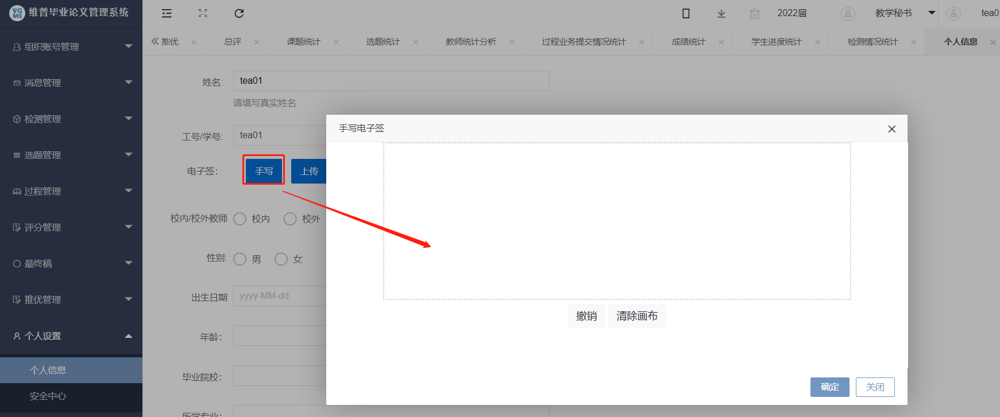 VGMS 维普毕业论文管理系统
2022届
教学秘书
tea0
组织账号管理
消息管理
检测管理
选题管理
过程管理
评分管理
最终稿
推优管理
个人设置
个人信息
安全中心
推优
总评
课题统计
选题统计
教师统计分析
过程业务提交情况统计
成绩统计
学生进度统计
检测情况统计
个人信息
姓名: tea01
请填写真实姓名
工号/学号: tea01
电子签: 手写 上传
校内/校外教师 校内 校外
性别: 男 女
出生日期 yyyy-MM-dd
年龄:
毕业院校:
所学专业:
手写电子签
撤销 清除画布
确定 关闭